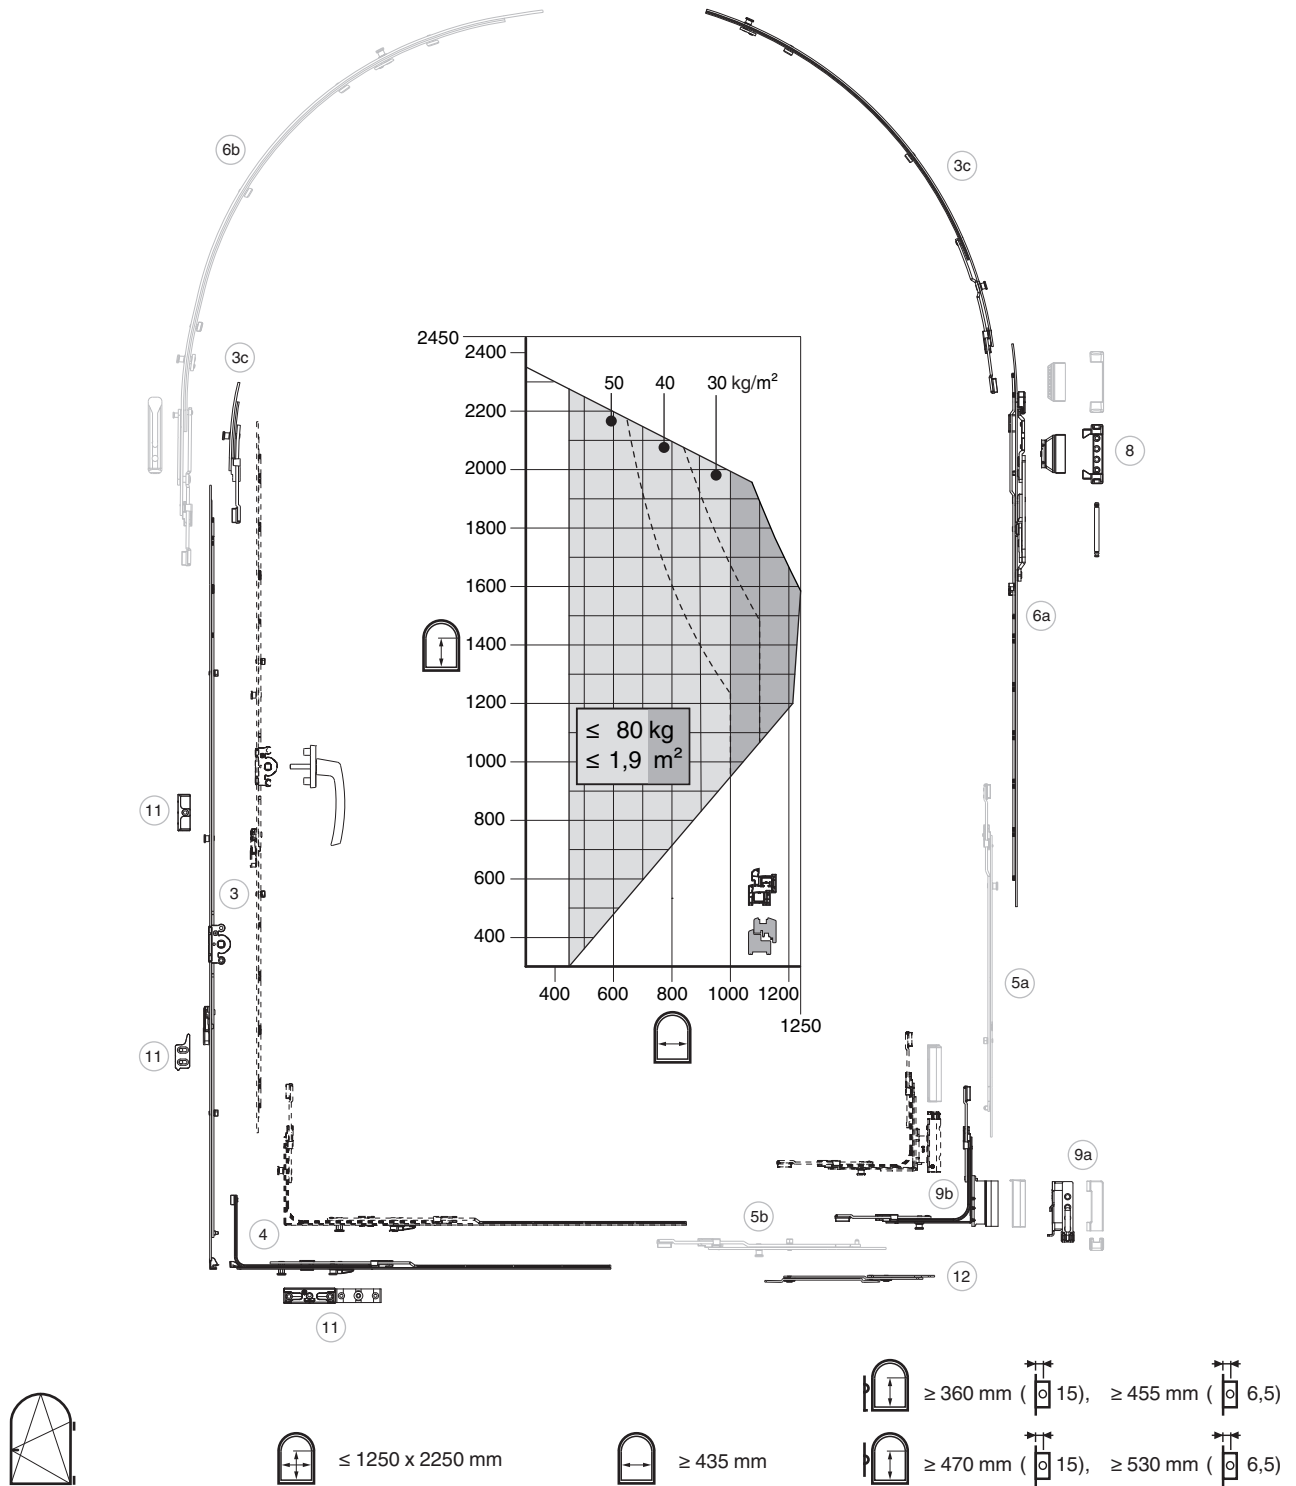 6b
3c
3c
2450
2400
50 40 30 kg/m²
2200
8
2000
1800
1600
6a
1400
1200
≤ 80 kg
≤ 1,9 m²
1000
11
800
3
600
400
5a
400 600 800 1000 1200
1250
11
9a
9b
5b
4
12
11
≥ 360 mm ( 15), ≥ 455 mm ( 6,5)
≤ 1250 x 2250 mm
≥ 435 mm
≥ 470 mm ( 15), ≥ 530 mm ( 6,5)